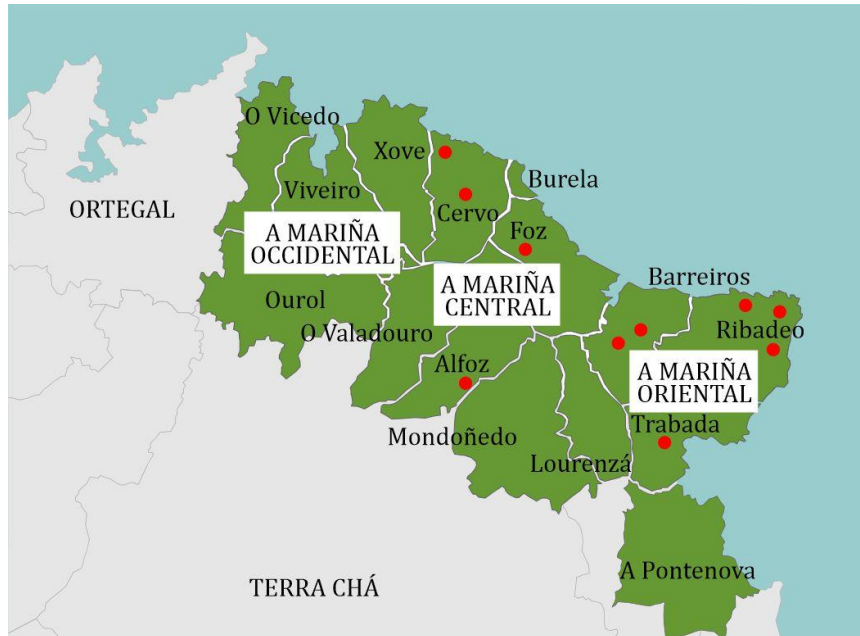 O Vicedo
Xove
Burela
Viveiro
ORTEGAL
Cervo
A MARIÑA
OCCIDENTAL
Foz
A MARIÑA
CENTRAL
Barreiros
Ourol
O Valadouro
Ribadeo
Alfoz
A MARIÑA
ORIENTAL
Mondoñedo
Trabada
Lourenzá
A Pontenova
TERRA CHÁ